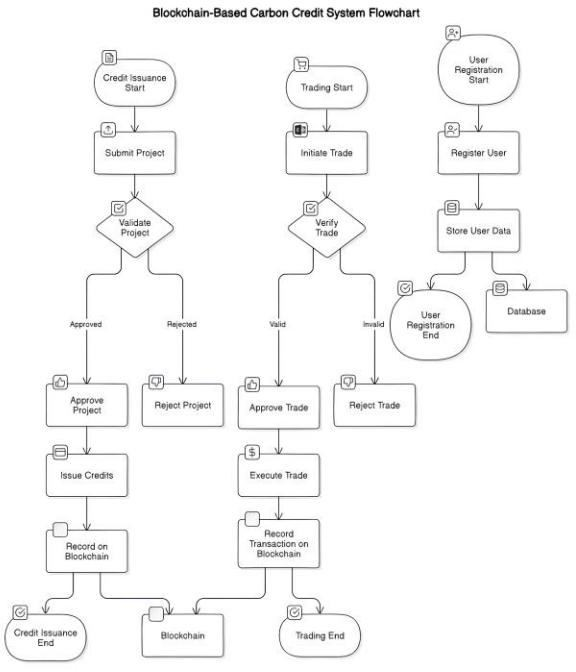 Blockchain-Based Carbon Credit System Flowchart
Credit Issuance
Start
Submit Project
Validate
Project
Approved
Rejected
Approve
Project
Reject Project
Issue Credits
Record on
Blockchain
Credit Issuance
End
Blockchain
Trading Start
Initiate Trade
Verify
Trade
Valid
Invalid
Approve Trade
Reject Trade
Execute Trade
$
Record
Transaction on
Blockchain
Trading End
User
Registration
Start
Register User
Store User Data
User
Registration
End
Database